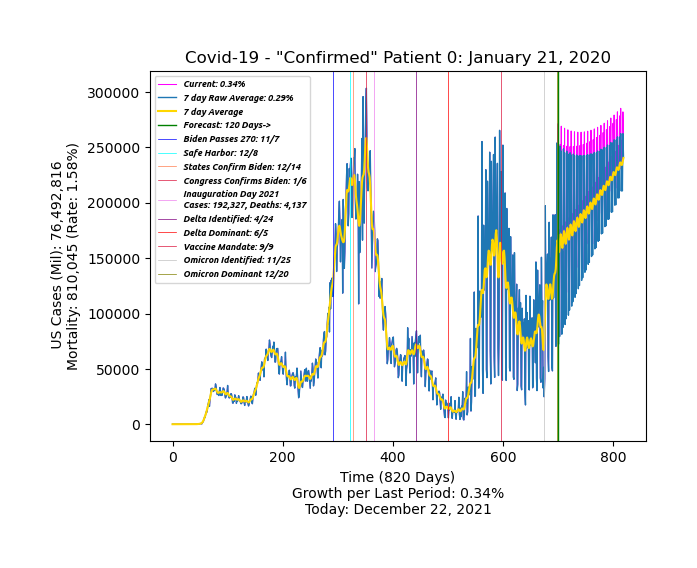 Covid-19 - "Confirmed" Patient 0: January 21, 2020
US Cases (Mil): 76,492,816
Mortality: 810,045 (Rate: 1.58%)
300000
250000
200000
150000
100000
50000
0
Current: 0.34%
7 day Raw Average: 0.29%
7 day Average
Forecast: 120 Days->
Biden Passes 270: 11/7
Safe Harbor: 12/8
States Confirm Biden: 12/14
Congress Confirms Biden: 1/6
Inauguration Day 2021
Cases: 192,327, Deaths: 4,137
Delta Identified: 4/24
Delta Dominant: 6/5
Vaccine Mandate: 9/9
Omicron Identified: 11/25
Omicron Dominant 12/20
0 200 400 600 800
Time (820 Days)
Growth per Last Period: 0.34%
Today: December 22, 2021